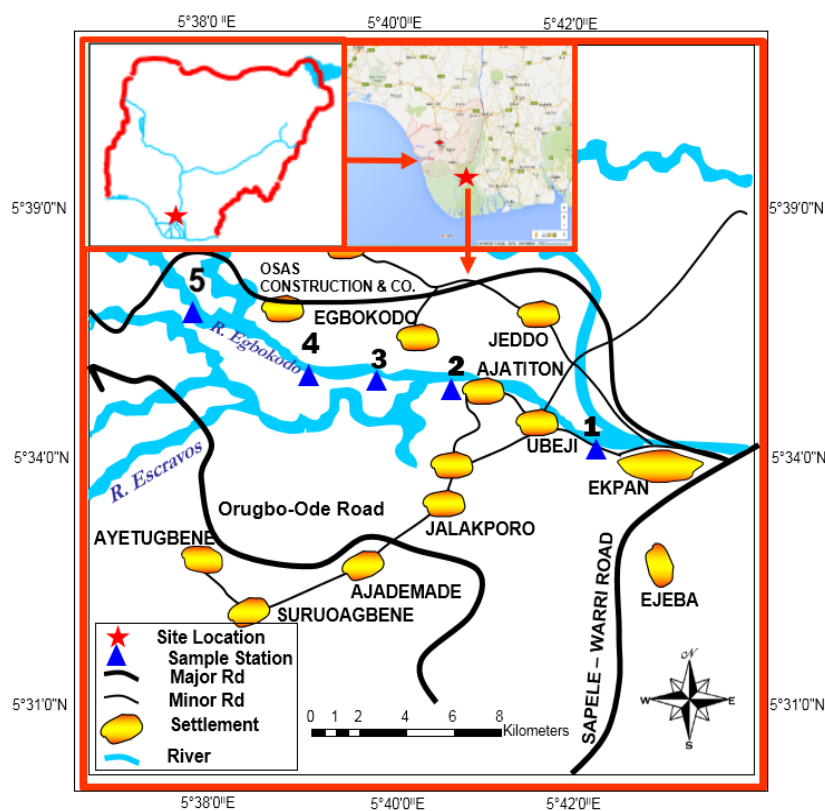 5°38'0 0"E
5°40'0"E
5°42'0"E
5°39'0"N
5°39'0"N
5
OSAS
CONSTRUCTION & CO.
EGBOKODO
JEDDO
R. Egbokodo
4
3
2
AJATITON
1
UBEJI
EKPAN
5°34'0"N
5°34'0"N
R. Escravos
Orugbo-Ode Road
JALAKPORO
AYETUGBENE
AJADEMADE
SURUOAGBENE
EJEBA
SAPELE – WARRI ROAD
Site Location
Sample Station
Major Rd
Minor Rd
Settlement
River
0 1 2 4 6 8
Kilometers
N
W
E
S
5°31'0"N
5°31'0"N
5°38'0"E
5°40'0"E
5°42'0"E